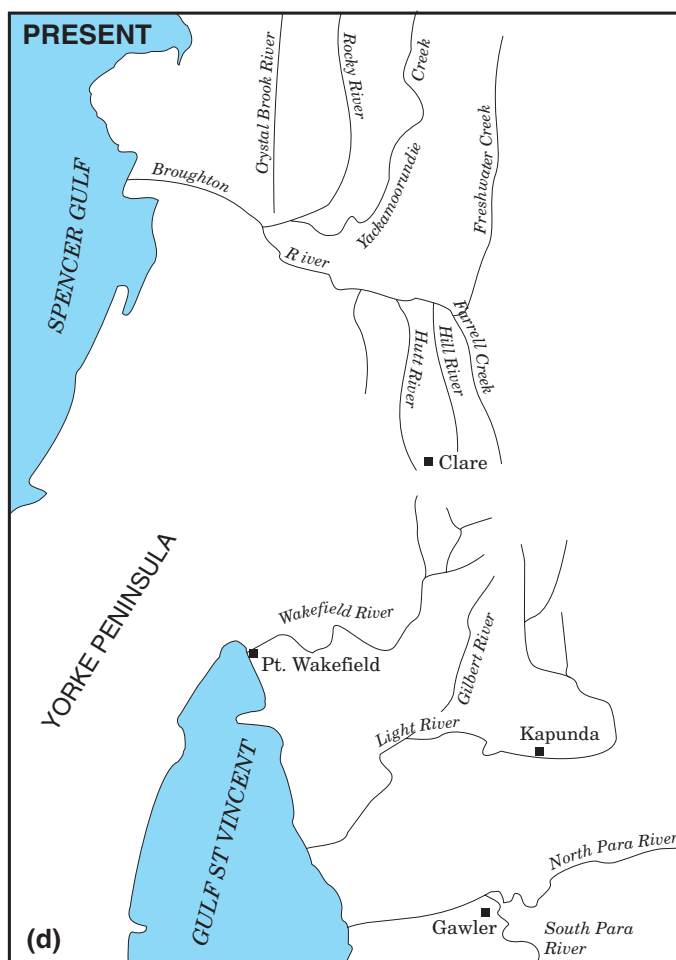 PRESENT
Crystal Brook River
Rocky River
Creek
Yackamoorundie
Freshwater Creek
Broughton
River
SPENCER GULF
Hutt River
Hill River
Farrell Creek
Clare
YORKE PENINSULA
Wakefield River
Pt. Wakefield
Gilbert River
Light River
Kapunda
GULF ST VINCENT
North Para River
Gawler
South Para
River
(d)